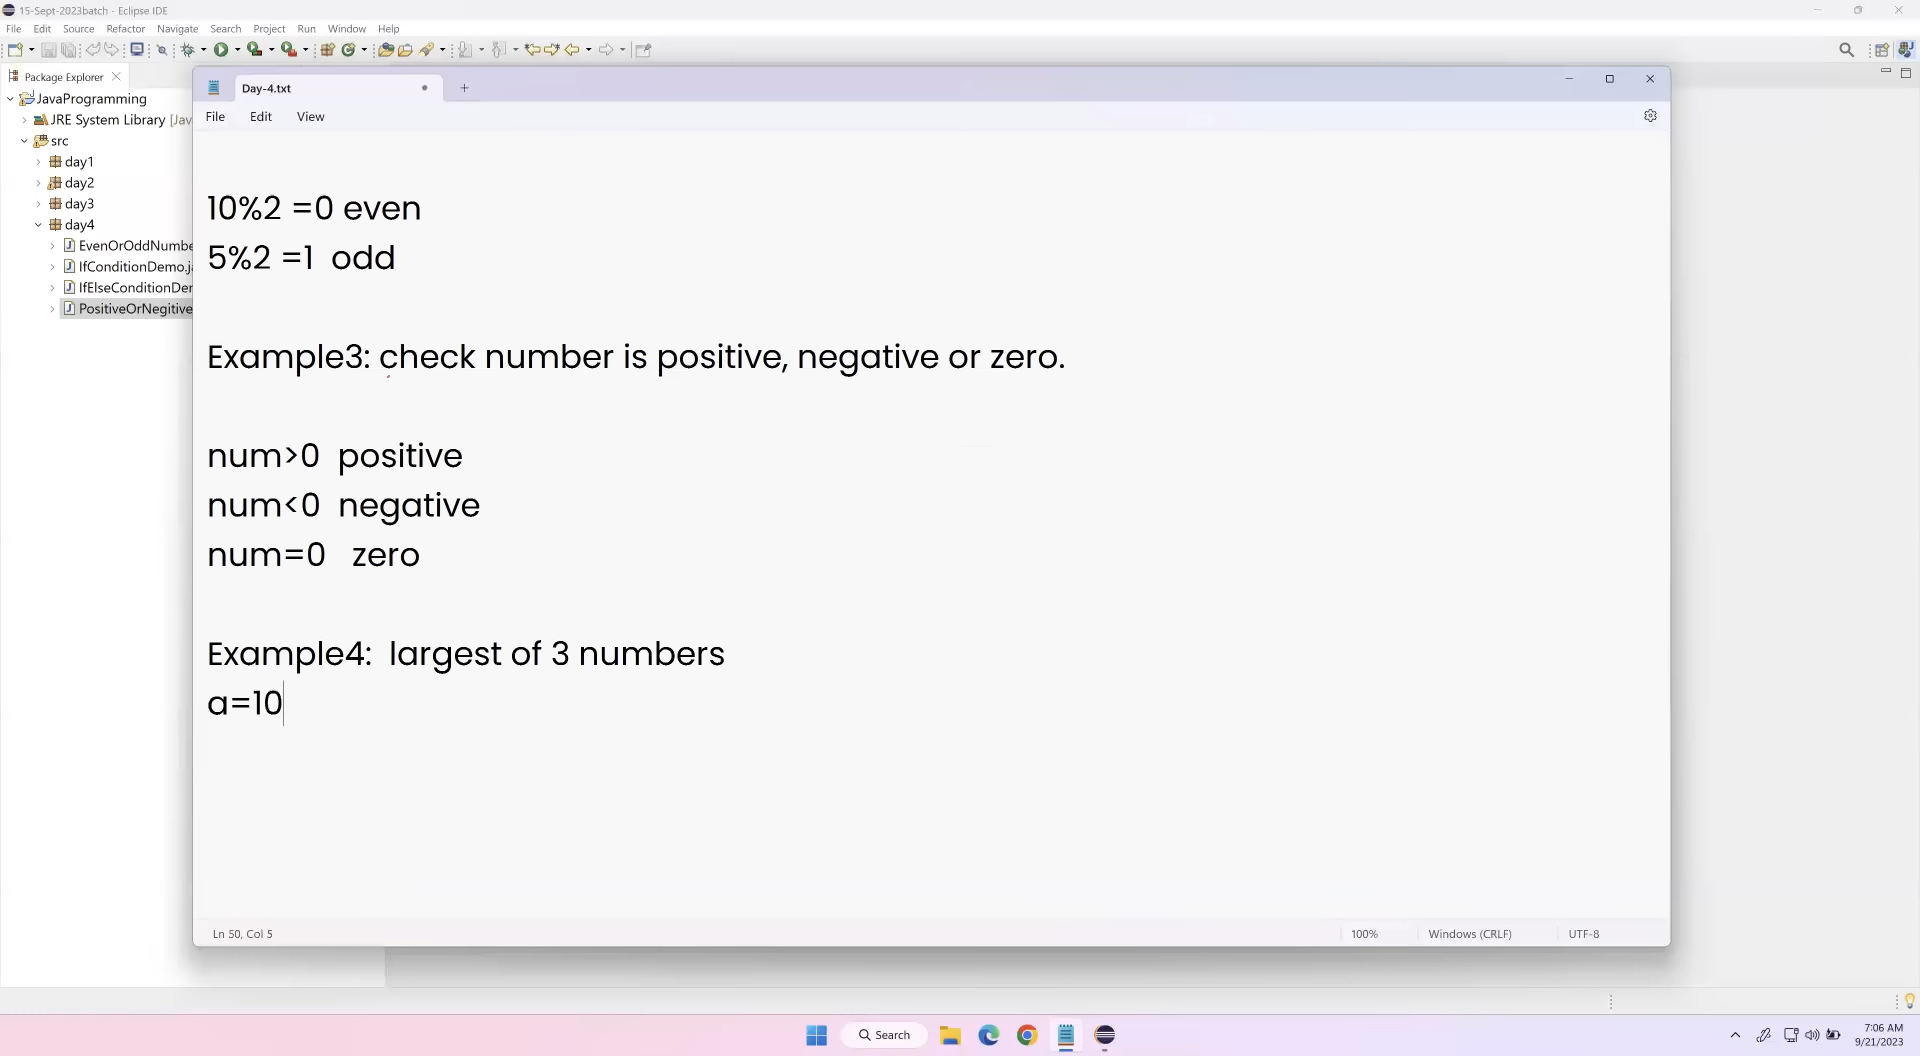 15-Sept-2023batch - Eclipse IDE
File Edit Source Refactor Navigate Search Project Run Window Help
Package Explorer
JavaProgramming
JRE System Library [Jav
src
day1
day2
day3
day4
EvenOrOddNumbe
IfConditionDemo.ja
IfElseConditionDem
PositiveOrNegitive
Day-4.txt
File Edit View
10%2 =0 even
5%2 =1  odd
Example3: check number is positive, negative or zero.
num>0  positive
num<0  negative
num=0   zero
Example4:  largest of 3 numbers
a=10
Ln 50, Col 5
100%
Windows (CRLF)
UTF-8
Search
7:06 AM
9/21/2023